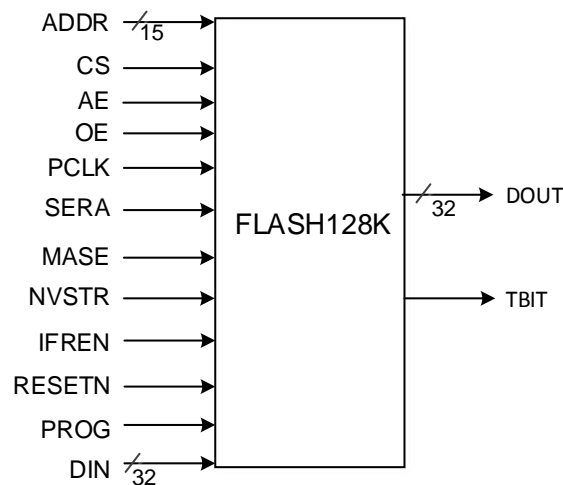 ADDR
15
CS
AE
OE
PCLK
SERA
MASE
NVSTR
IFREN
RESETN
PROG
DIN
32
FLASH128K
32
DOUT
TBIT